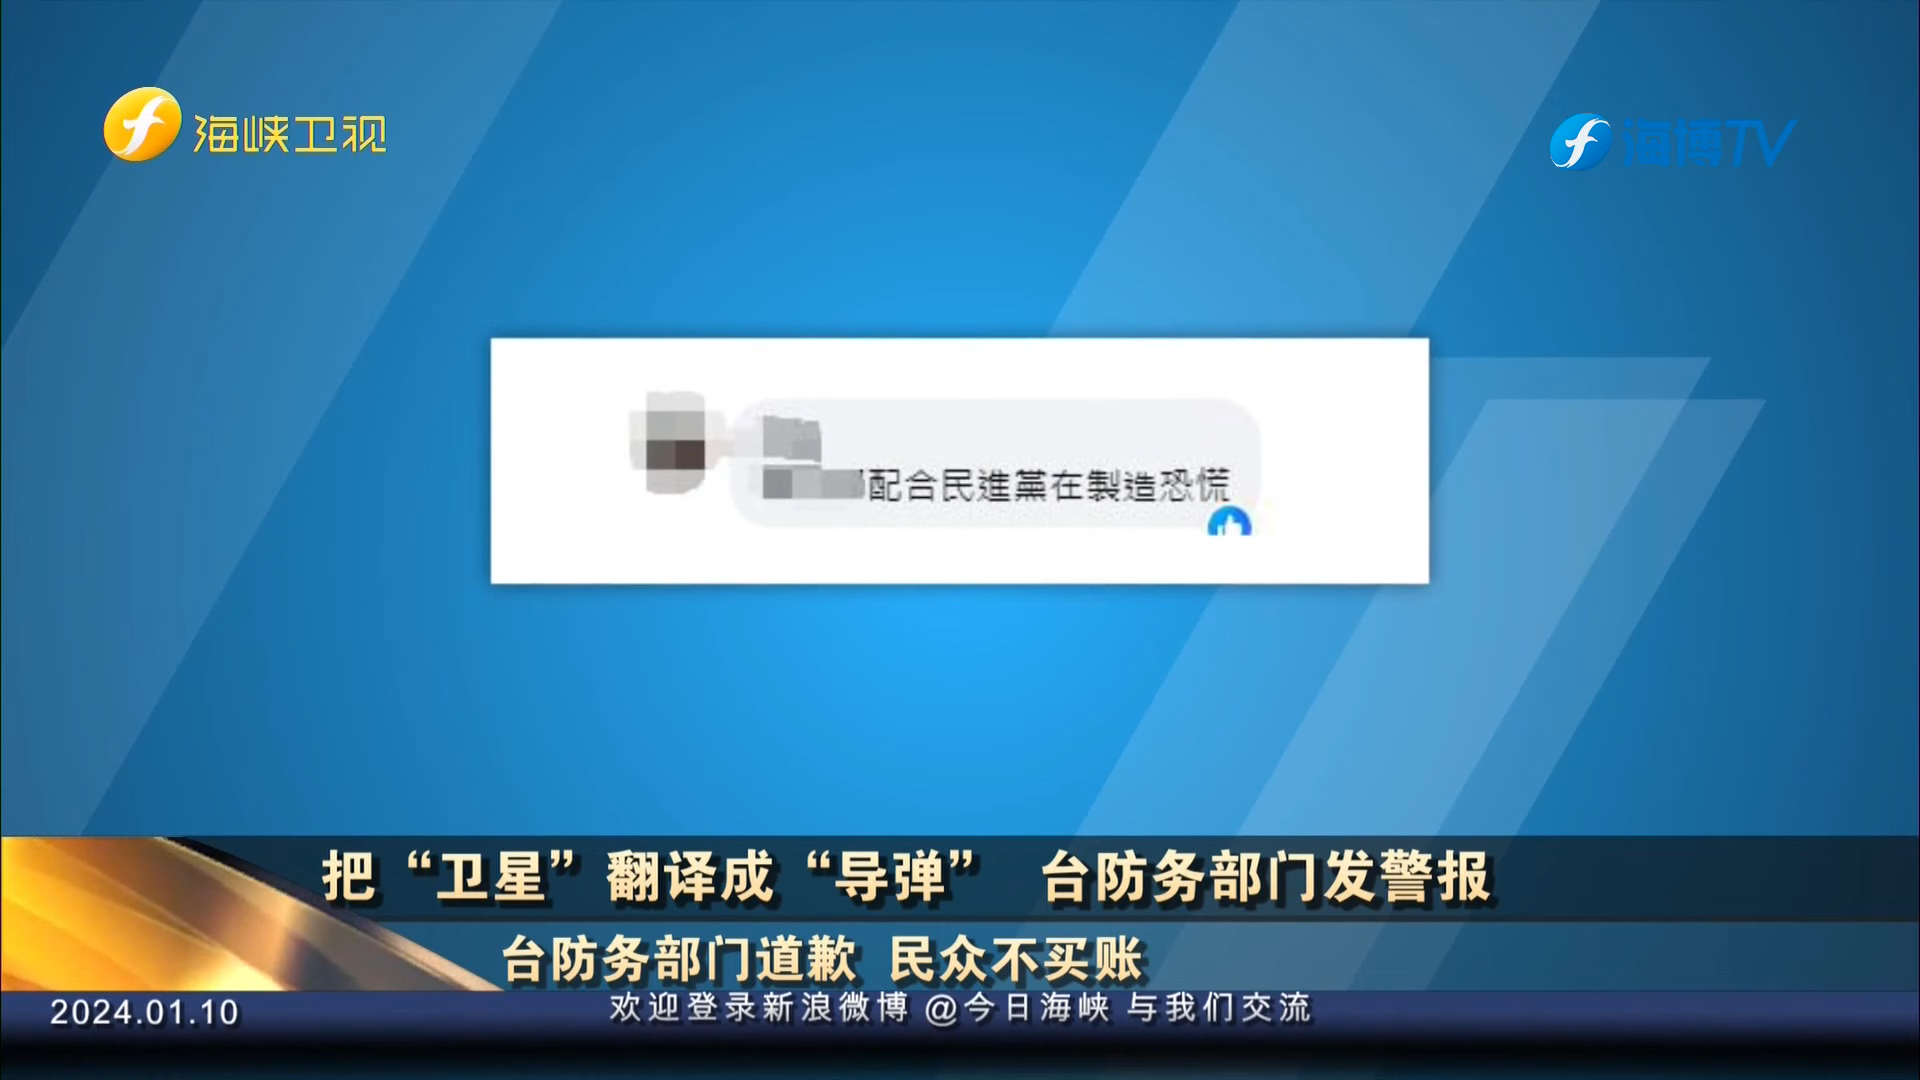 海峡卫视
海博TV
配合民進黨在製造恐慌
把“卫星”翻译成“导弹” 台防务部门发警报
台防务部门道歉 民众不买账
2024.01.10
欢迎登录新浪微博 @今日海峡 与我们交流